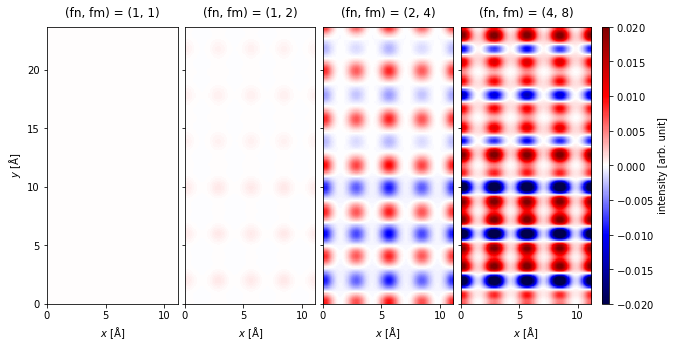 (fn, fm) = (1, 1) (fn, fm) = (1, 2) (fn, fm) = (2, 4) (fn, fm) = (4, 8)
20
15
10
5
0
y [Å]
0 5 10 0 5 10 0 5 10 0 5 10
x [Å] x [Å] x [Å] x [Å]
0.020
0.015
0.010
0.005
0.000
−0.005
−0.010
−0.015
−0.020
intensity [arb. unit]